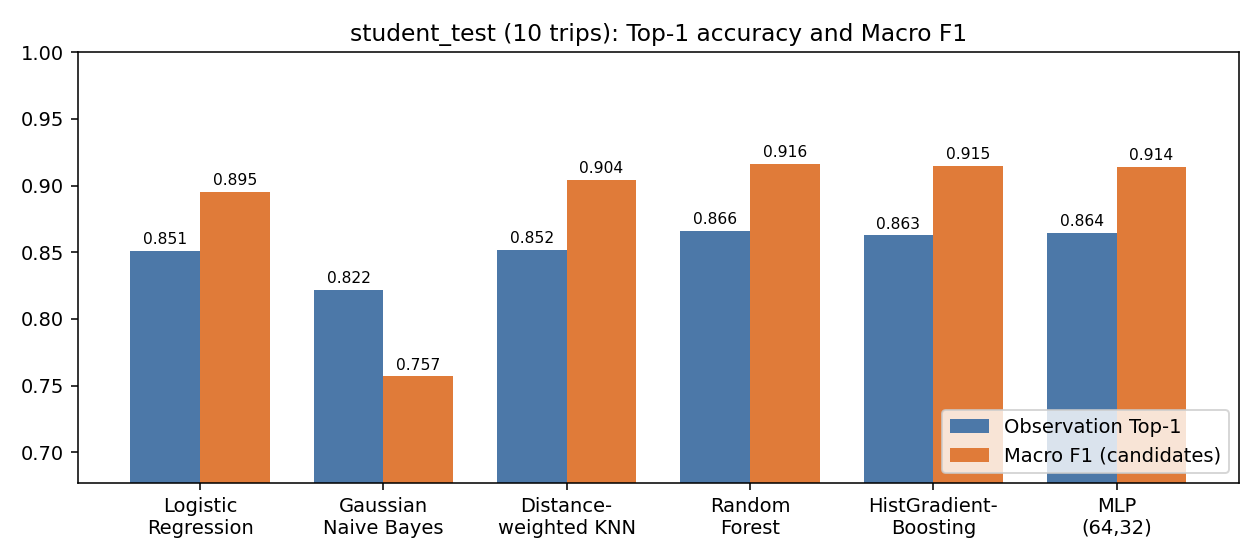 student_test (10 trips): Top-1 accuracy and Macro F1
1.00
0.95
0.90
0.85
0.80
0.75
0.70
0.851
0.895
0.822
0.757
0.852
0.904
0.866
0.916
0.863
0.915
0.864
0.914
Observation Top-1
Macro F1 (candidates)
Logistic
Regression
Gaussian
Naive Bayes
Distance-
weighted KNN
Random
Forest
HistGradient-
Boosting
MLP
(64,32)